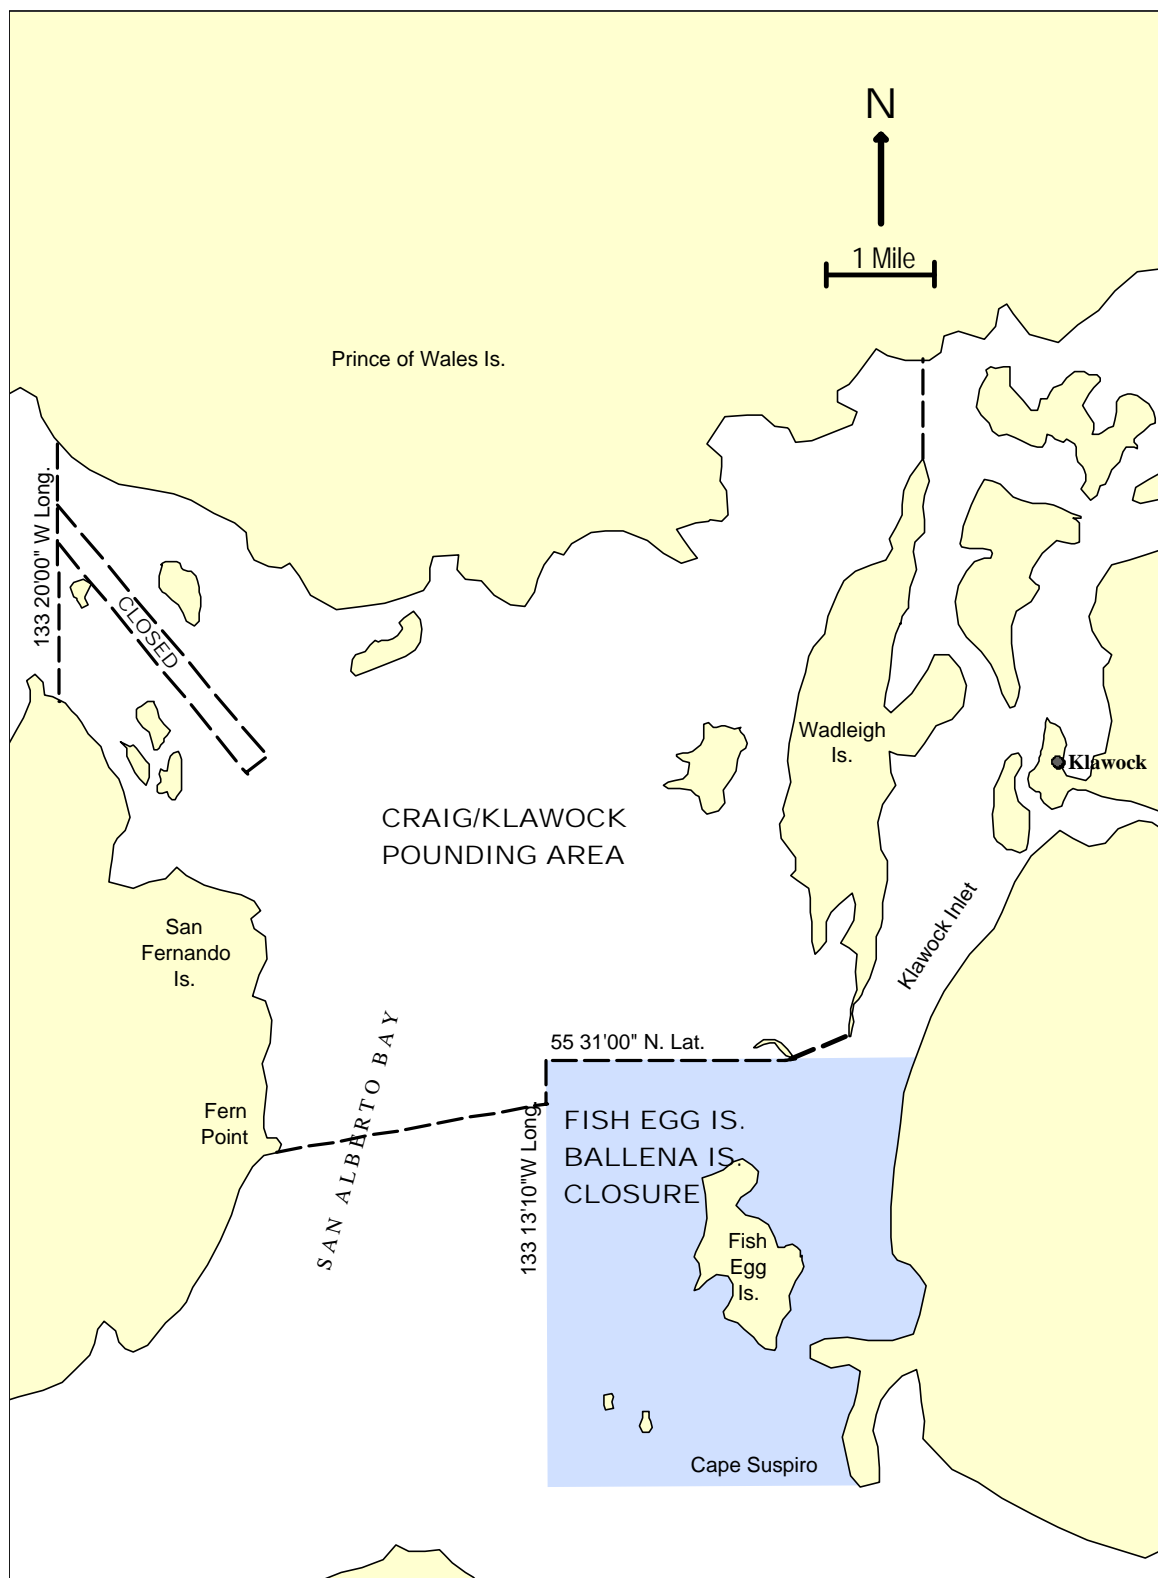 N
1 Mile
Prince of Wales Is.
133 20'00" W Long.
CLOSED
Wadleigh
Is.
Klawock
CRAIG/KLAWOCK
POUNDING AREA
San
Fernando
Is.
Klawock Inlet
SAN ALBERTO BAY
55 31'00" N. Lat.
Fern
Point
133 13'10"W Long.
FISH EGG IS.
BALLENA IS.
CLOSURE
Fish
Egg
Is.
Cape Suspiro